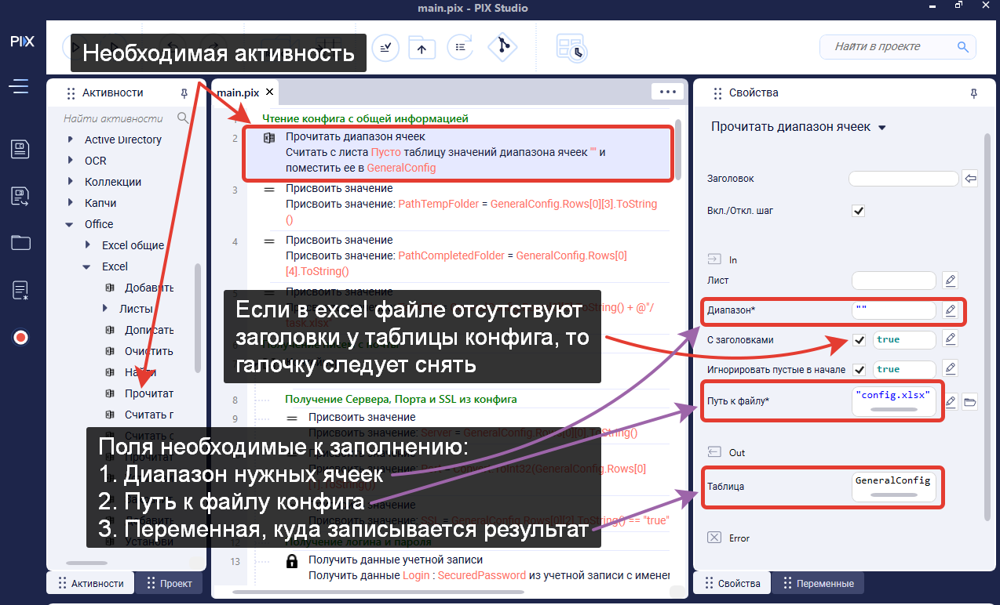 main.pix - PIX Studio
PIX
Необходимая активность
Найти в проекте
Активности
Найти активности
Active Directory
OCR
Коллекции
Капчи
Office
Excel общие
Excel
Добавить
Листы
Дописать
Очистить
Найти
Прочитат
Считать г
Считать с
Прочитат
Добавить
Установи
Активности
Проект
main.pix
Чтение конфига с общей информацией
2
Прочитать диапазон ячеек
Считать с листа Пусто таблицу значений диапазона ячеек "" и
поместить ее в GeneralConfig
3
Присвоить значение
Присвоить значение: PathTempFolder = GeneralConfig.Rows[0][3].ToString
()
4
Присвоить значение
Присвоить значение: PathCompletedFolder = GeneralConfig.Rows[0]
[4].ToString()
5
Присвоить значение
ToString() + @"/
task.xlsx"
Если в excel файле отсутствуют
заголовки у таблицы конфига, то
галочку следует снять
8
Получение Сервера, Порта и SSL из конфига
9
Присвоить значение
Присвоить значение: Server = GeneralConfig.Rows[0][0].ToString()
Присвоить значение
Присвоить значение: Port = Convert.ToInt32(GeneralConfig.Rows[0]
[1].ToString())
SSL = GeneralConfig.Rows[0][2].ToString() == "true"
Поля необходимые к заполнению:
1. Диапазон нужных ячеек
2. Путь к файлу конфига
3. Переменная, куда записывается результат
12
Получение логина и пароля
13
Получить данные учетной записи
Получить данные Login : SecuredPassword из учетной записи с именем
Свойства
Прочитать диапазон ячеек
Заголовок
Вкл./Откл. шаг
In
Лист
Диапазон*
""
С заголовками
true
Игнорировать пустые в начале
true
Путь к файлу*
"config.xlsx"
Out
Таблица
GeneralConfig
Error
Свойства
Переменные